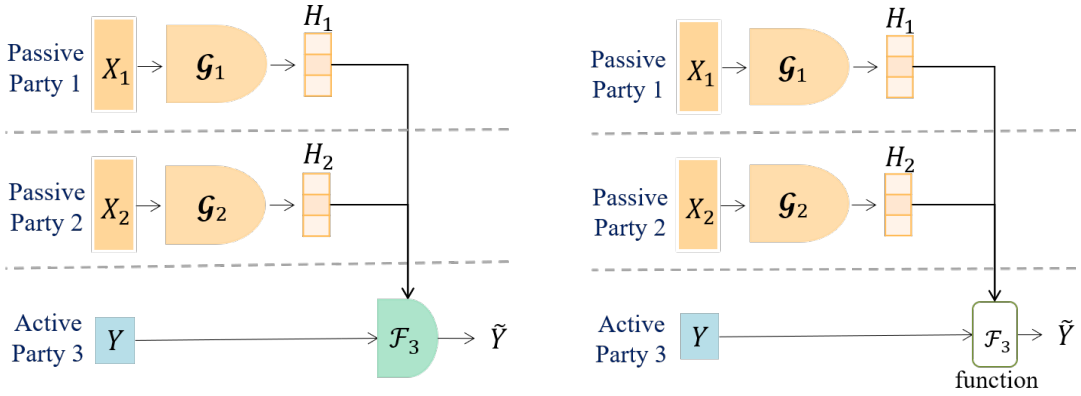 H₁
Passive
Party 1
X₁
𝓖₁
H₂
Passive
Party 2
X₂
𝓖₂
Active
Party 3
Y
ℱ₃
Ỹ
H₁
Passive
Party 1
X₁
𝓖₁
H₂
Passive
Party 2
X₂
𝓖₂
Active
Party 3
Y
ℱ₃
Ỹ
function